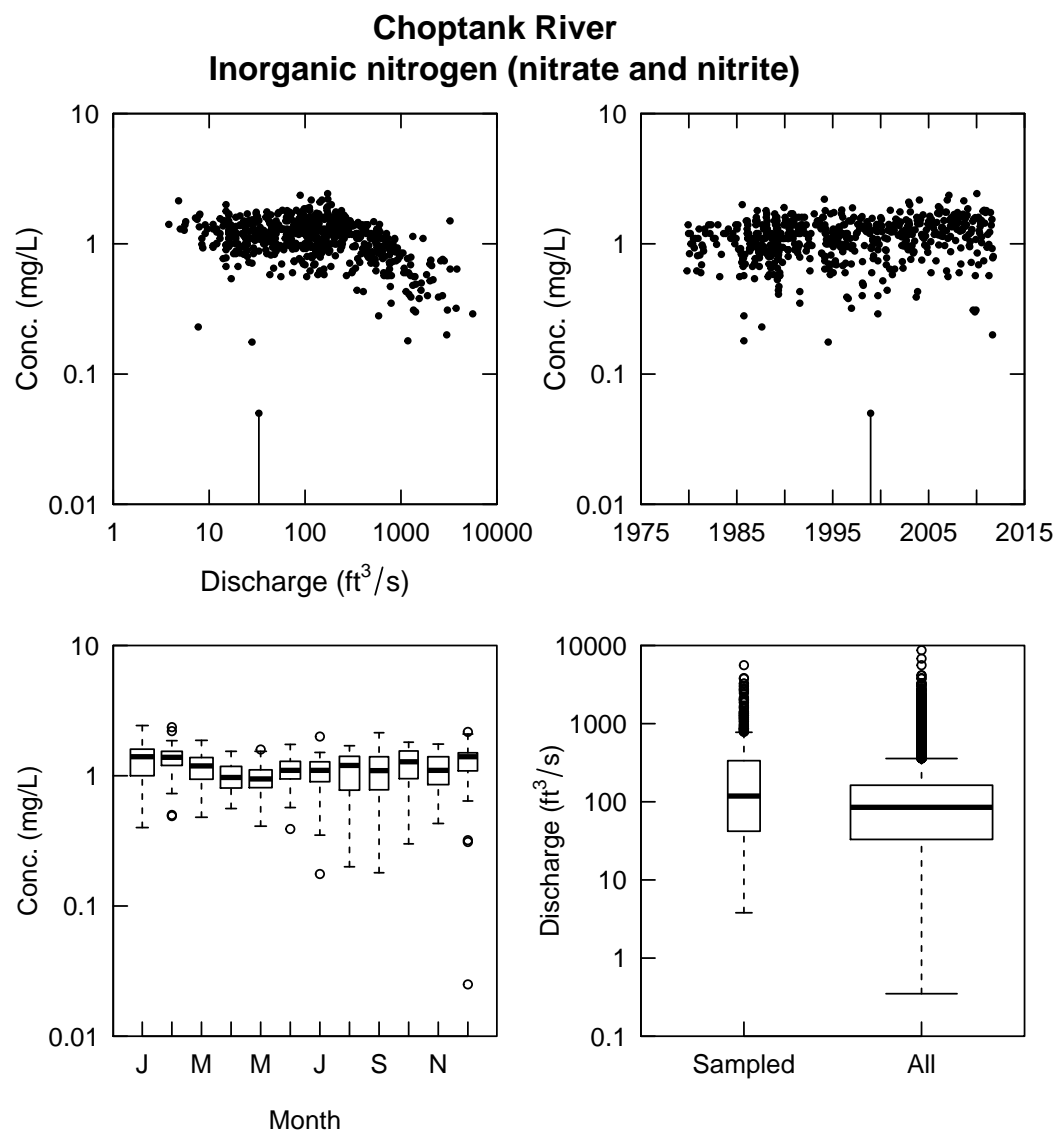 Choptank River
Inorganic nitrogen (nitrate and nitrite)
10
1
0.1
0.01
Conc. (mg/L)
1 10 100 1000 10000
Discharge (ft³/s)
10
1
0.1
0.01
Conc. (mg/L)
1975 1985 1995 2005 2015
10
1
0.1
0.01
Conc. (mg/L)
J M M J S N
Month
10000
1000
100
10
1
0.1
Discharge (ft³/s)
Sampled All